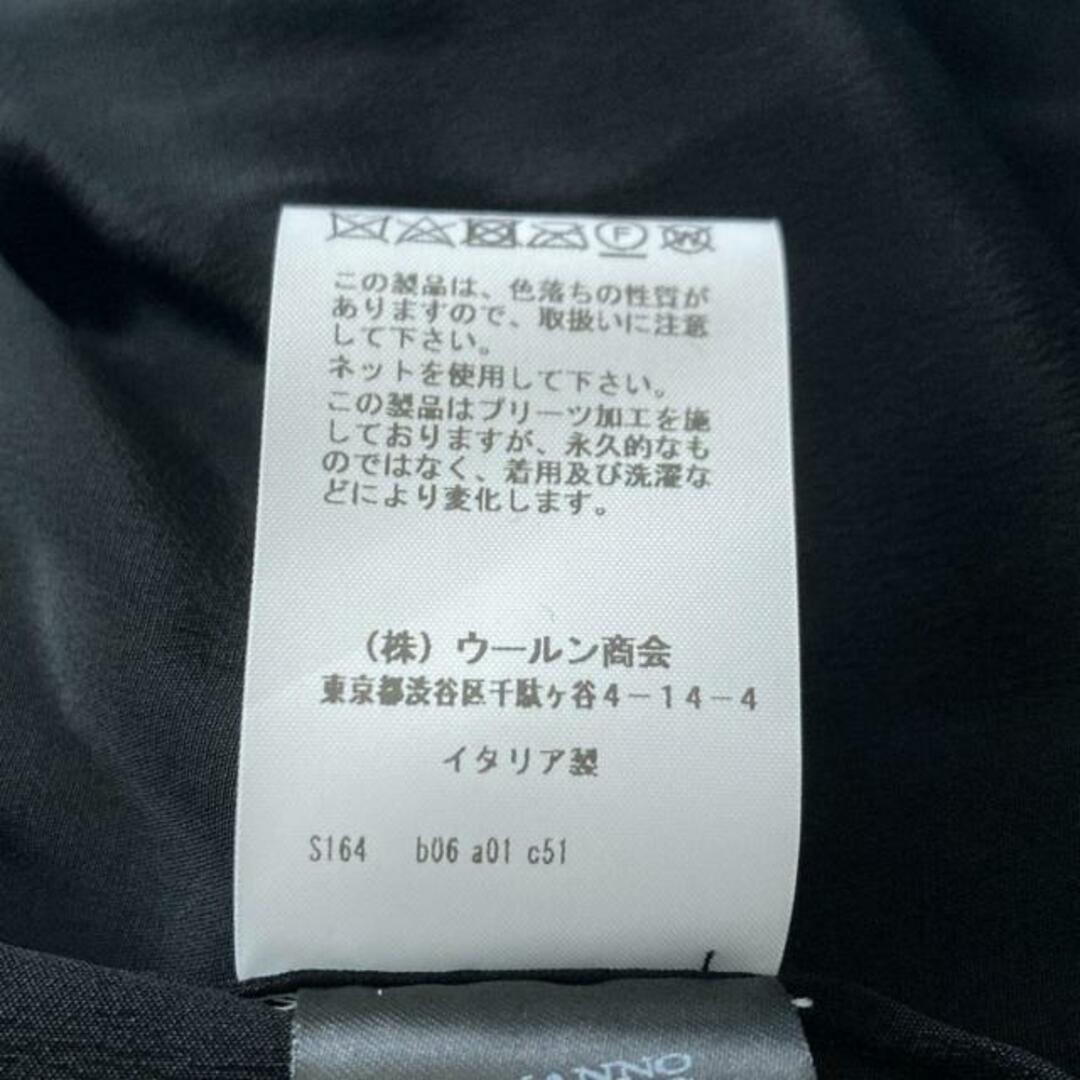 F W
この製品は、色落ちの性質が
ありますので、取扱いに注意
して下さい。
ネットを使用して下さい。
この製品はプリーツ加工を施
しておりますが、永久的なも
のではなく、着用及び洗濯な
どにより変化します。
（株）ウールン商会
東京都渋谷区千駄ヶ谷４－１４－４
イタリア製
S164 b06 a01 c51